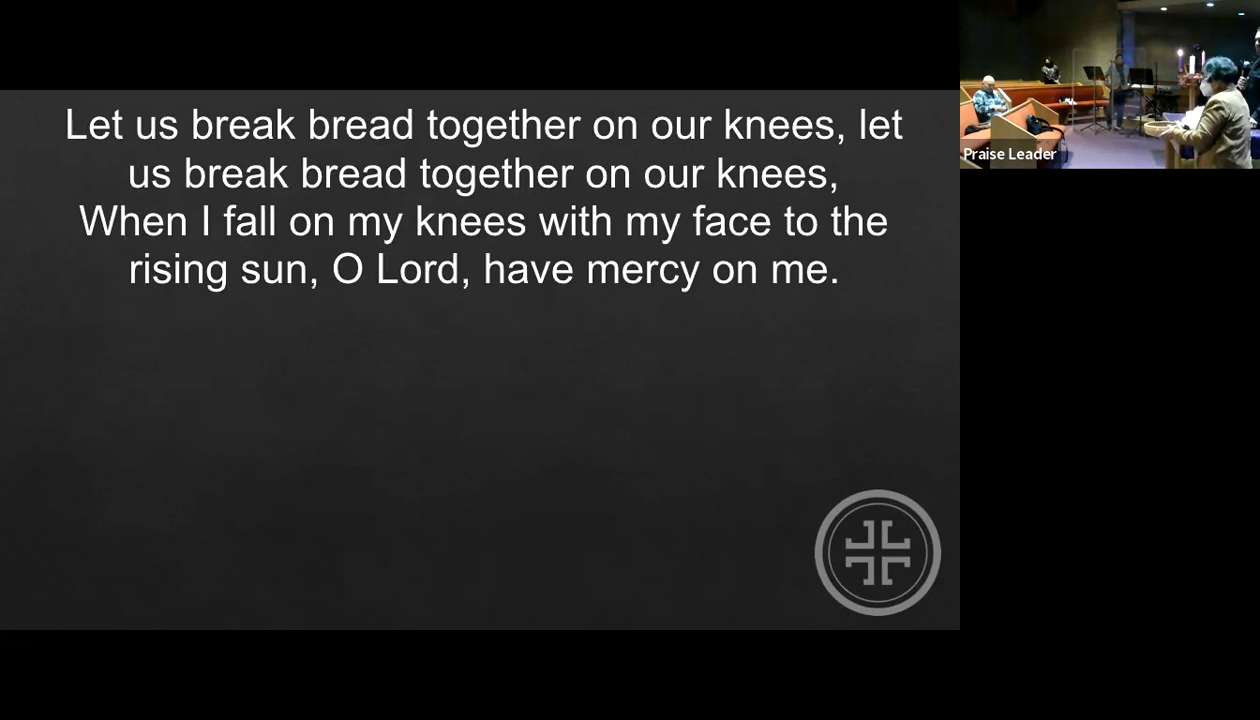 Let us break bread together on our knees, let
us break bread together on our knees,
When I fall on my knees with my face to the
rising sun, O Lord, have mercy on me.
Praise Leader